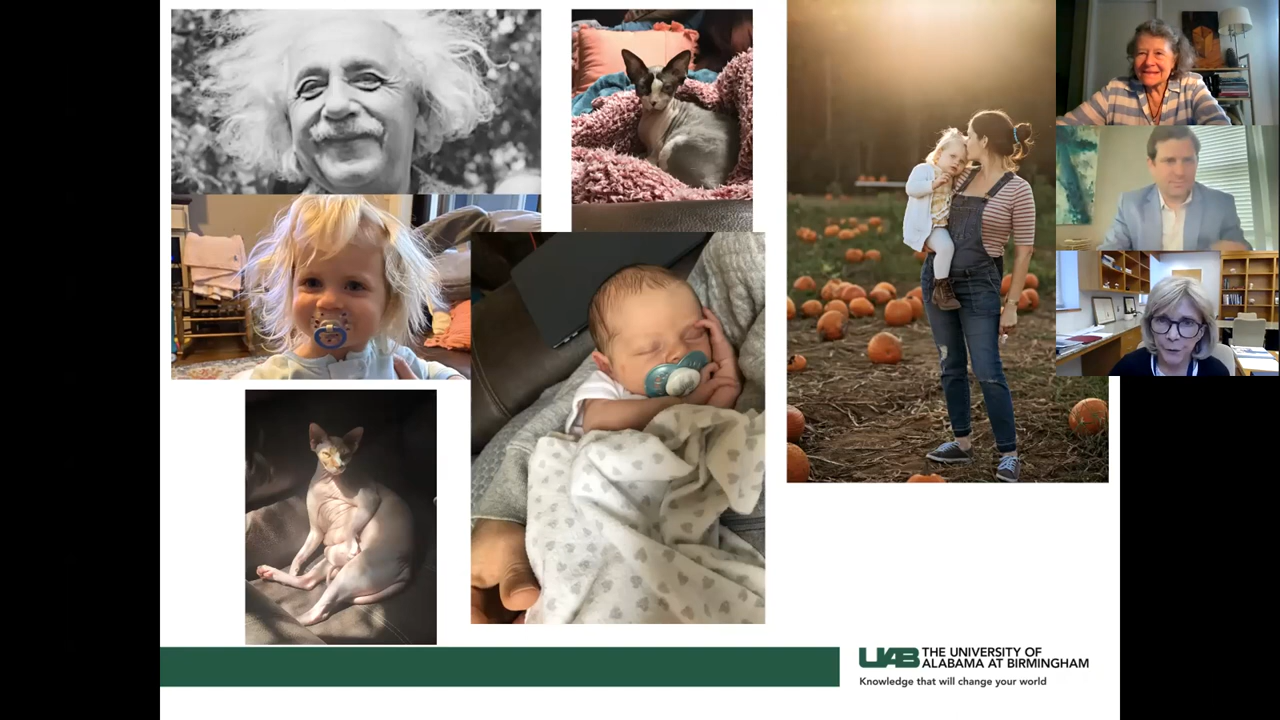 UAB THE UNIVERSITY OF
ALABAMA AT BIRMINGHAM
Knowledge that will change your world